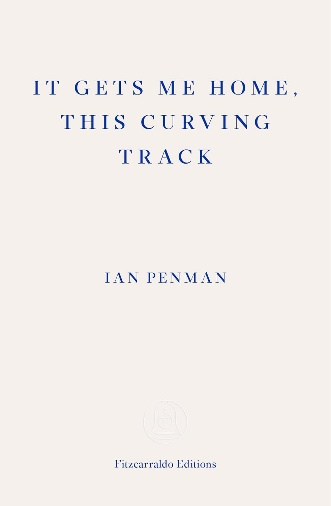 IT GETS ME HOME,
THIS CURVING
TRACK
IAN PENMAN
Fitzcarraldo Editions